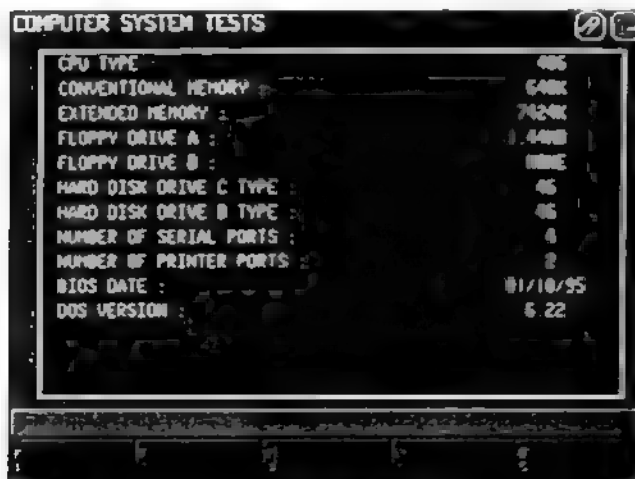 COMPUTER SYSTEM TESTS
CPU TYPE 486
CONVENTIONAL MEMORY : 640K
EXTENDED MEMORY : 7424K
FLOPPY DRIVE A : 1.44MB
FLOPPY DRIVE B : NONE
HARD DISK DRIVE C TYPE : 46
HARD DISK DRIVE D TYPE : 46
NUMBER OF SERIAL PORTS : 4
NUMBER OF PRINTER PORTS : 2
BIOS DATE : 01/10/95
DOS VERSION : 6.22